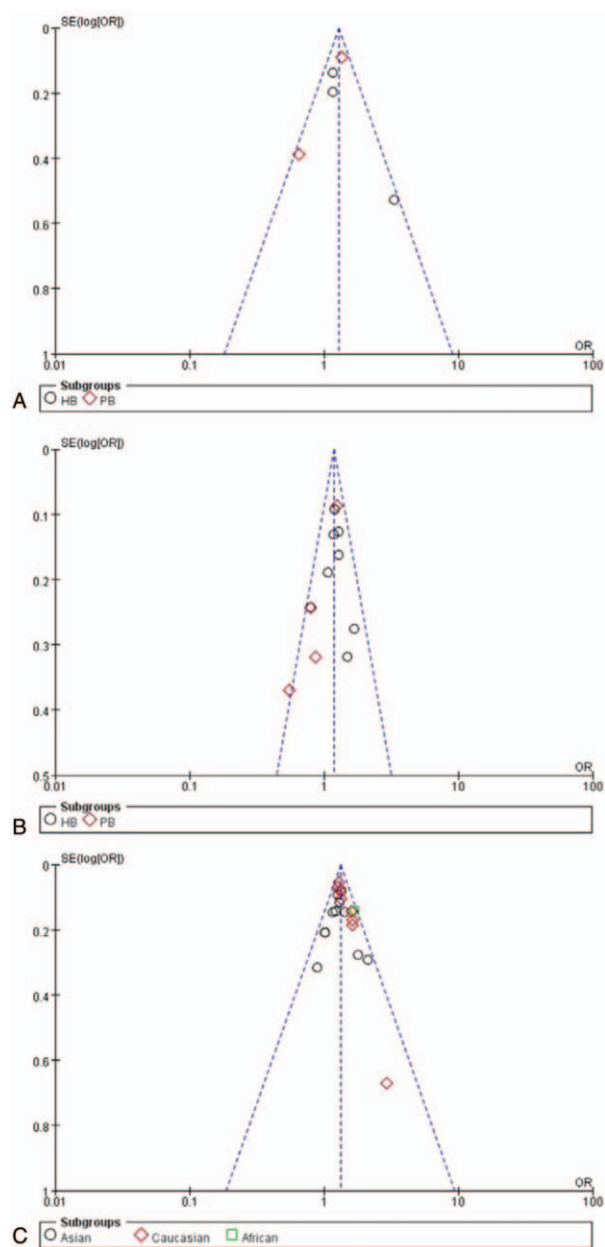 SE(log[OR])
0
0.2
0.4
0.6
0.8
1
OR
0.01 0.1 1 10 100
Subgroups
A HB PB
SE(log[OR])
0
0.1
0.2
0.3
0.4
0.5
OR
0.01 0.1 1 10 100
Subgroups
B HB PB
SE(log[OR])
0
0.2
0.4
0.6
0.8
1
OR
0.01 0.1 1 10 100
Subgroups
C Asian Caucasian African